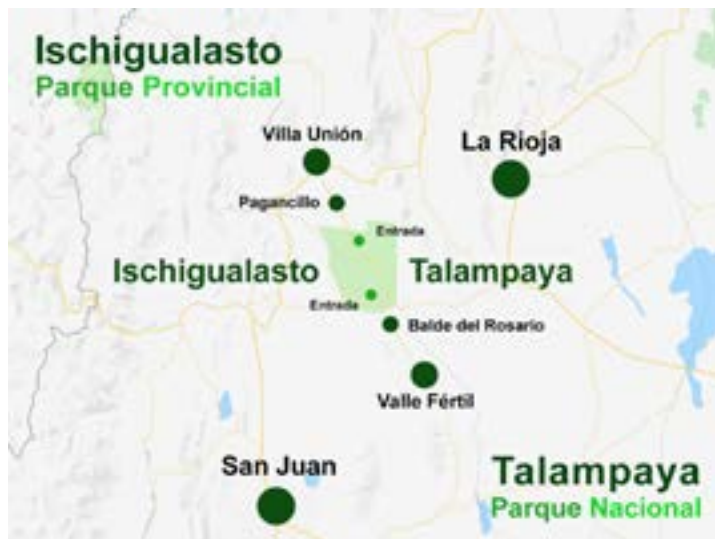 Ischigualasto
Parque Provincial
Villa Unión
La Rioja
Pagancillo
Entrada
Ischigualasto
Talampaya
Entrada
Balde del Rosario
Valle Fértil
San Juan
Talampaya
Parque Nacional